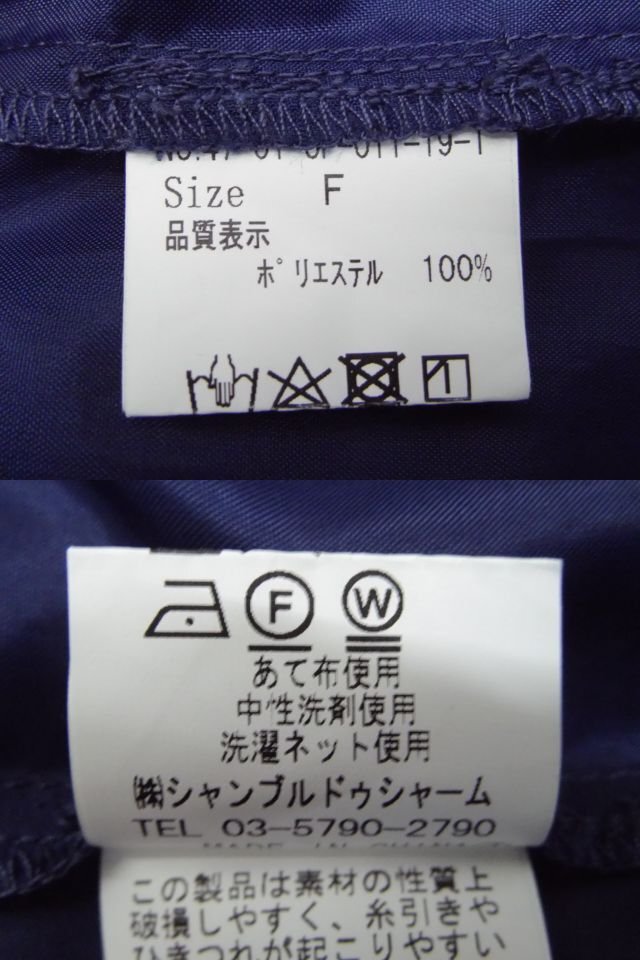 Size F
品質表示
ポリエステル 100%
F W
あて布使用
中性洗剤使用
洗濯ネット使用
㈱シャンブルドゥシャーム
TEL 03-5790-2790
この製品は素材の性質上
破損しやすく、糸引きや
ひきつれが起こりやすい